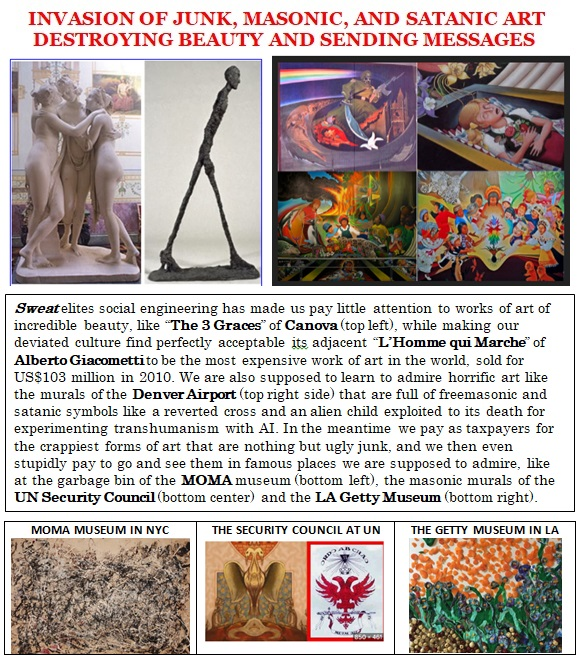 INVASION OF JUNK, MASONIC, AND SATANIC ART
DESTROYING BEAUTY AND SENDING MESSAGES
Sweat elites social engineering has made us pay little attention to works of art of
incredible beauty, like “The 3 Graces” of Canova (top left), while making our
deviated culture find perfectly acceptable its adjacent “L’Homme qui Marche” of
Alberto Giacometti to be the most expensive work of art in the world, sold for
US$103 million in 2010. We are also supposed to learn to admire horrific art like
the murals of the Denver Airport (top right side) that are full of freemasonic and
satanic symbols like a reverted cross and an alien child exploited to its death for
experimenting transhumanism with AI. In the meantime we pay as taxpayers for
the crappiest forms of art that are nothing but ugly junk, and we then even
stupidly pay to go and see them in famous places we are supposed to admire, like
at the garbage bin of the MOMA museum (bottom left), the masonic murals of the
UN Security Council (bottom center) and the LA Getty Museum (bottom right).
MOMA MUSEUM IN NYC
THE SECURITY COUNCIL AT UN
THE GETTY MUSEUM IN LA
ORDO AB CHAO